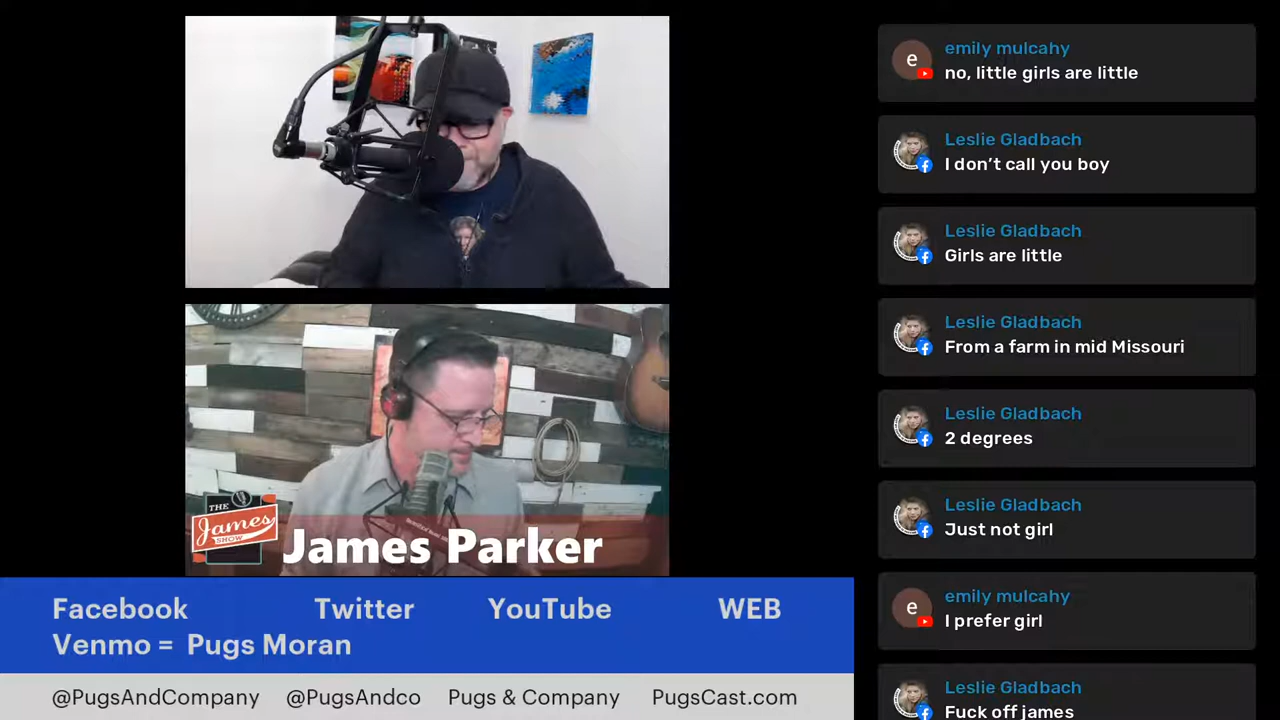 emily mulcahy
no, little girls are little
Leslie Gladbach
I don’t call you boy
Leslie Gladbach
Girls are little
Leslie Gladbach
From a farm in mid Missouri
Leslie Gladbach
2 degrees
Leslie Gladbach
Just not girl
emily mulcahy
I prefer girl
Leslie Gladbach
Fuck off james
THE
James
SHOW
James Parker
Facebook Twitter YouTube WEB
Venmo = Pugs Moran
@PugsAndCompany @PugsAndco Pugs & Company PugsCast.com